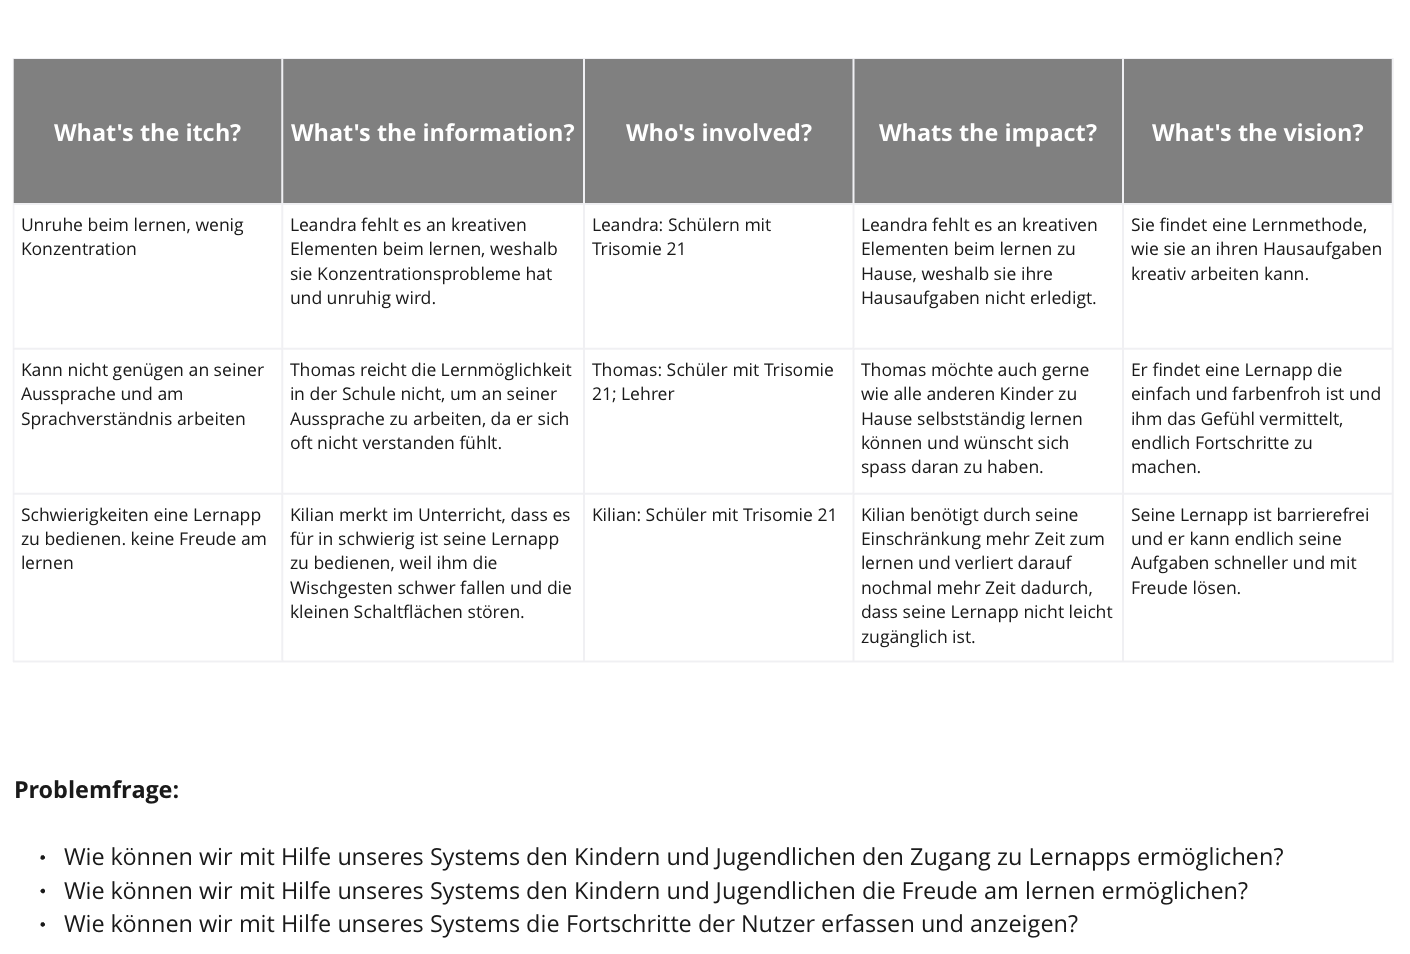 What's the itch?
What's the information?
Who's involved?
Whats the impact?
What's the vision?
Unruhe beim lernen, wenig
Konzentration
Leandra fehlt es an kreativen
Elementen beim lernen, weshalb
sie Konzentrationsprobleme hat
und unruhig wird.
Leandra: Schülern mit
Trisomie 21
Leandra fehlt es an kreativen
Elementen beim lernen zu
Hause, weshalb sie ihre
Hausaufgaben nicht erledigt.
Sie findet eine Lernmethode,
wie sie an ihren Hausaufgaben
kreativ arbeiten kann.
Kann nicht genügen an seiner
Aussprache und am
Sprachverständnis arbeiten
Thomas reicht die Lernmöglichkeit
in der Schule nicht, um an seiner
Aussprache zu arbeiten, da er sich
oft nicht verstanden fühlt.
Thomas: Schüler mit Trisomie
21; Lehrer
Thomas möchte auch gerne
wie alle anderen Kinder zu
Hause selbstständig lernen
können und wünscht sich
spass daran zu haben.
Er findet eine Lernapp die
einfach und farbenfroh ist und
ihm das Gefühl vermittelt,
endlich Fortschritte zu
machen.
Schwierigkeiten eine Lernapp
zu bedienen. keine Freude am
lernen
Kilian merkt im Unterricht, dass es
für in schwierig ist seine Lernapp
zu bedienen, weil ihm die
Wischgesten schwer fallen und die
kleinen Schaltflächen stören.
Kilian: Schüler mit Trisomie 21
Kilian benötigt durch seine
Einschränkung mehr Zeit zum
lernen und verliert darauf
nochmal mehr Zeit dadurch,
dass seine Lernapp nicht leicht
zugänglich ist.
Seine Lernapp ist barrierefrei
und er kann endlich seine
Aufgaben schneller und mit
Freude lösen.
Problemfrage:
• Wie können wir mit Hilfe unseres Systems den Kindern und Jugendlichen den Zugang zu Lernapps ermöglichen?
• Wie können wir mit Hilfe unseres Systems den Kindern und Jugendlichen die Freude am lernen ermöglichen?
• Wie können wir mit Hilfe unseres Systems die Fortschritte der Nutzer erfassen und anzeigen?